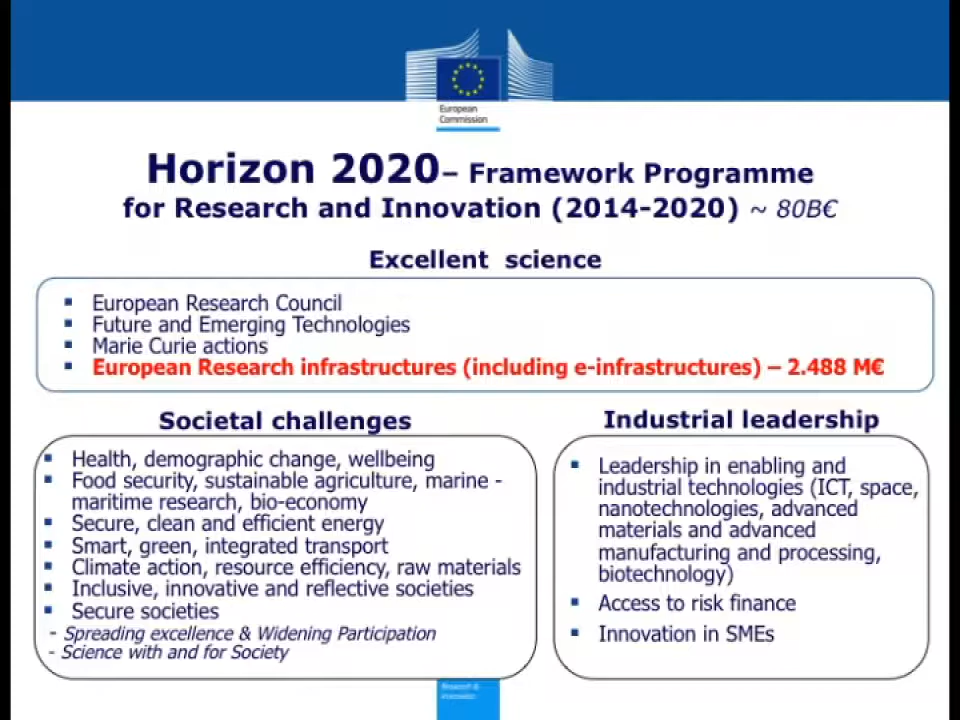 European
Commission
Horizon 2020– Framework Programme
for Research and Innovation (2014-2020) ~ 80B€
Excellent science
▪ European Research Council
▪ Future and Emerging Technologies
▪ Marie Curie actions
▪ European Research infrastructures (including e-infrastructures) – 2.488 M€
Societal challenges
▪ Health, demographic change, wellbeing
▪ Food security, sustainable agriculture, marine -
maritime research, bio-economy
▪ Secure, clean and efficient energy
▪ Smart, green, integrated transport
▪ Climate action, resource efficiency, raw materials
▪ Inclusive, innovative and reflective societies
▪ Secure societies
- Spreading excellence & Widening Participation
- Science with and for Society
Industrial leadership
▪ Leadership in enabling and
industrial technologies (ICT, space,
nanotechnologies, advanced
materials and advanced
manufacturing and processing,
biotechnology)
▪ Access to risk finance
▪ Innovation in SMEs
Research &
Innovation